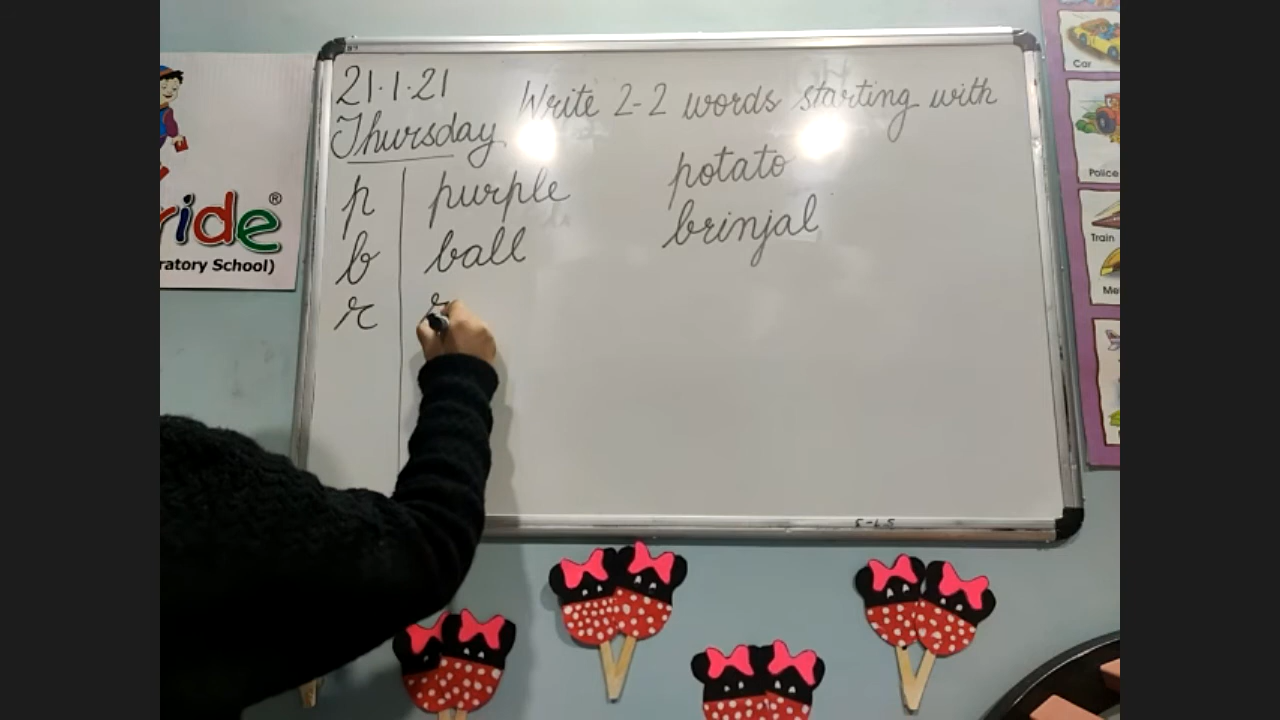 21.1.21
Thursday
Write 2-2 words starting with
p purple potato
b ball brinjal
r r
ride®
ratory School)
Car
Police
Train
Me